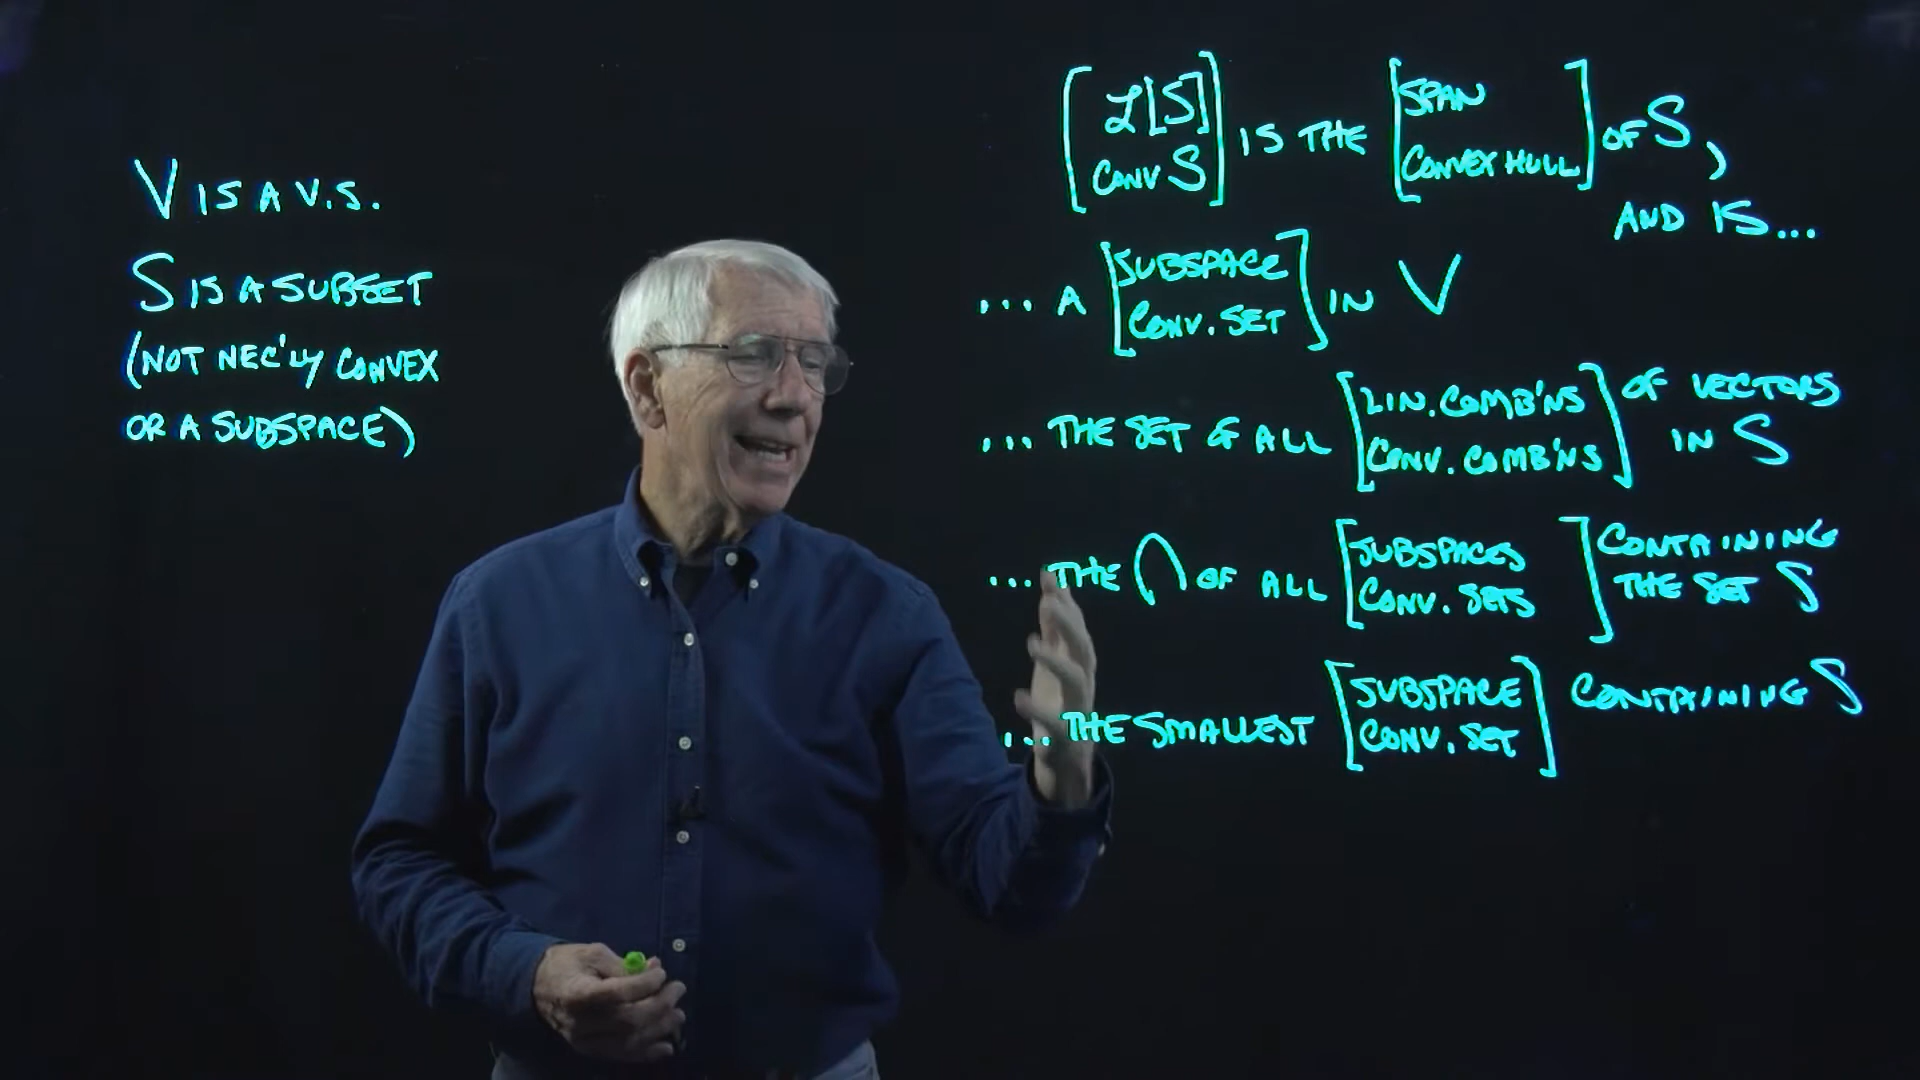 V IS A V.S.
S IS A SUBSET
(NOT NEC'LY CONVEX
OR A SUBSPACE)
[ℒ[S]
CONV S] IS THE [SPAN
CONVEX HULL] OF S,
AND IS...
... A [SUBSPACE
CONV. SET] IN V
... THE SET OF ALL [LIN. COMB'NS
CONV. COMB'NS] OF VECTORS
IN S
... THE ∩ OF ALL [SUBSPACES
CONV. SETS] CONTAINING
THE SET S
... THE SMALLEST [SUBSPACE
CONV. SET] CONTAINING S